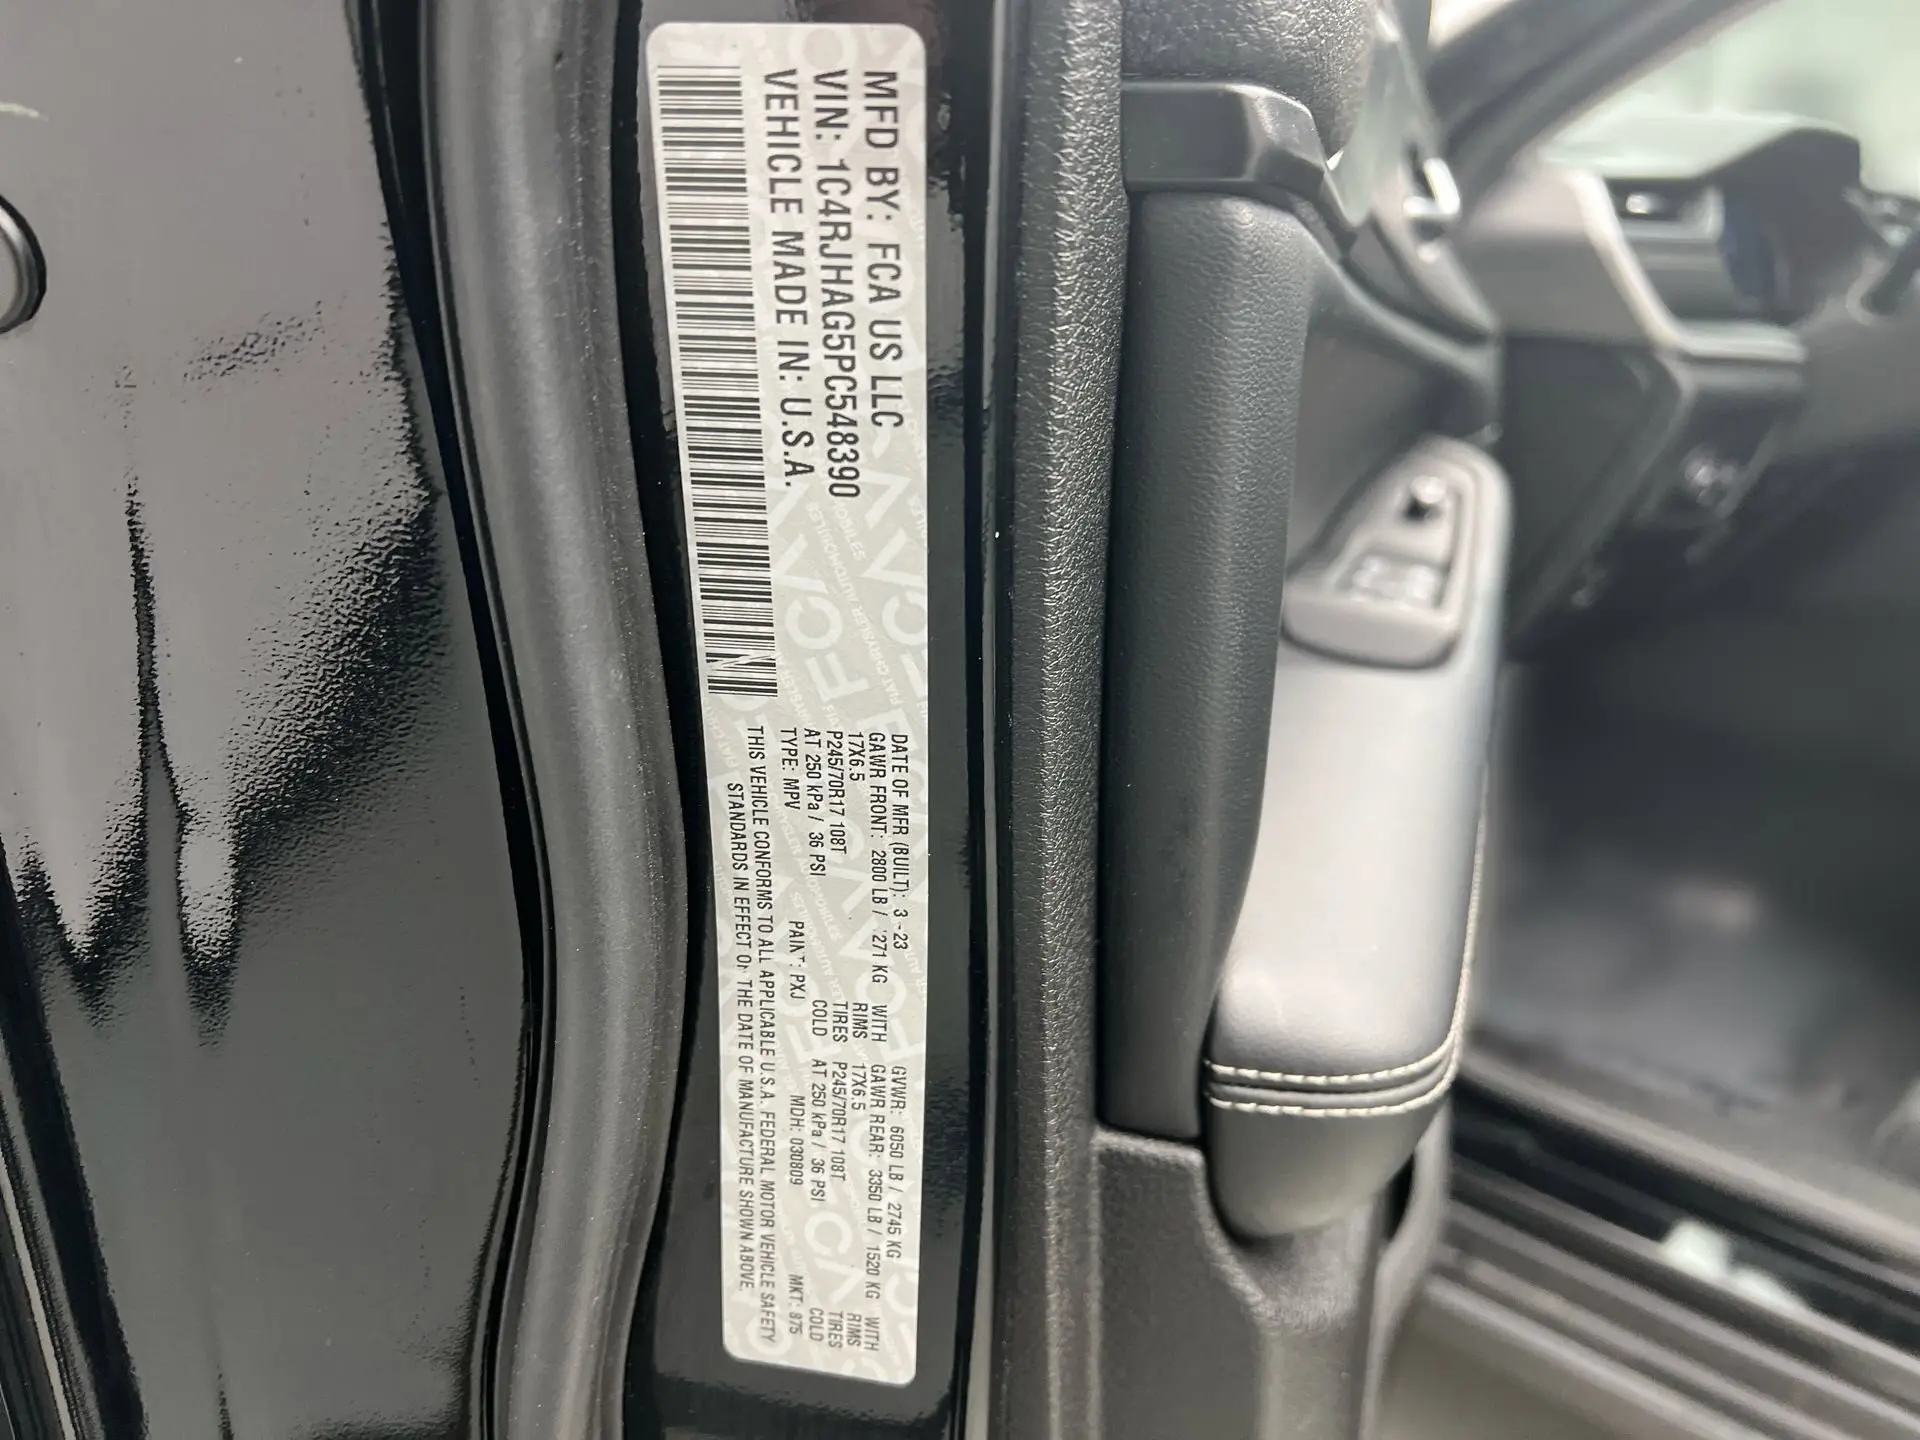 MFD BY: FCA US LLC
VIN: 1C4RJHAG5PC548390
VEHICLE MADE IN: U.S.A.
DATE OF MFR (BUILT): 3 - 23 GVWR: 6050 LB / 2745 KG
GAWR FRONT: 2800 LB / 271 KG WITH GAWR REAR: 3350 LB / 1520 KG WITH
17X6.5 RIMS 17X6.5 RIMS
P245/70R17 108T TIRES P245/70R17 108T TIRES
AT 250 kPa / 36 PSI COLD AT 250 kPa / 36 PSI COLD
TYPE: MPV PAINT: PXJ MDH: 030809 MKT: 975
THIS VEHICLE CONFORMS TO ALL APPLICABLE U.S.A. FEDERAL MOTOR VEHICLE SAFETY
STANDARDS IN EFFECT ON THE DATE OF MANUFACTURE SHOWN ABOVE.